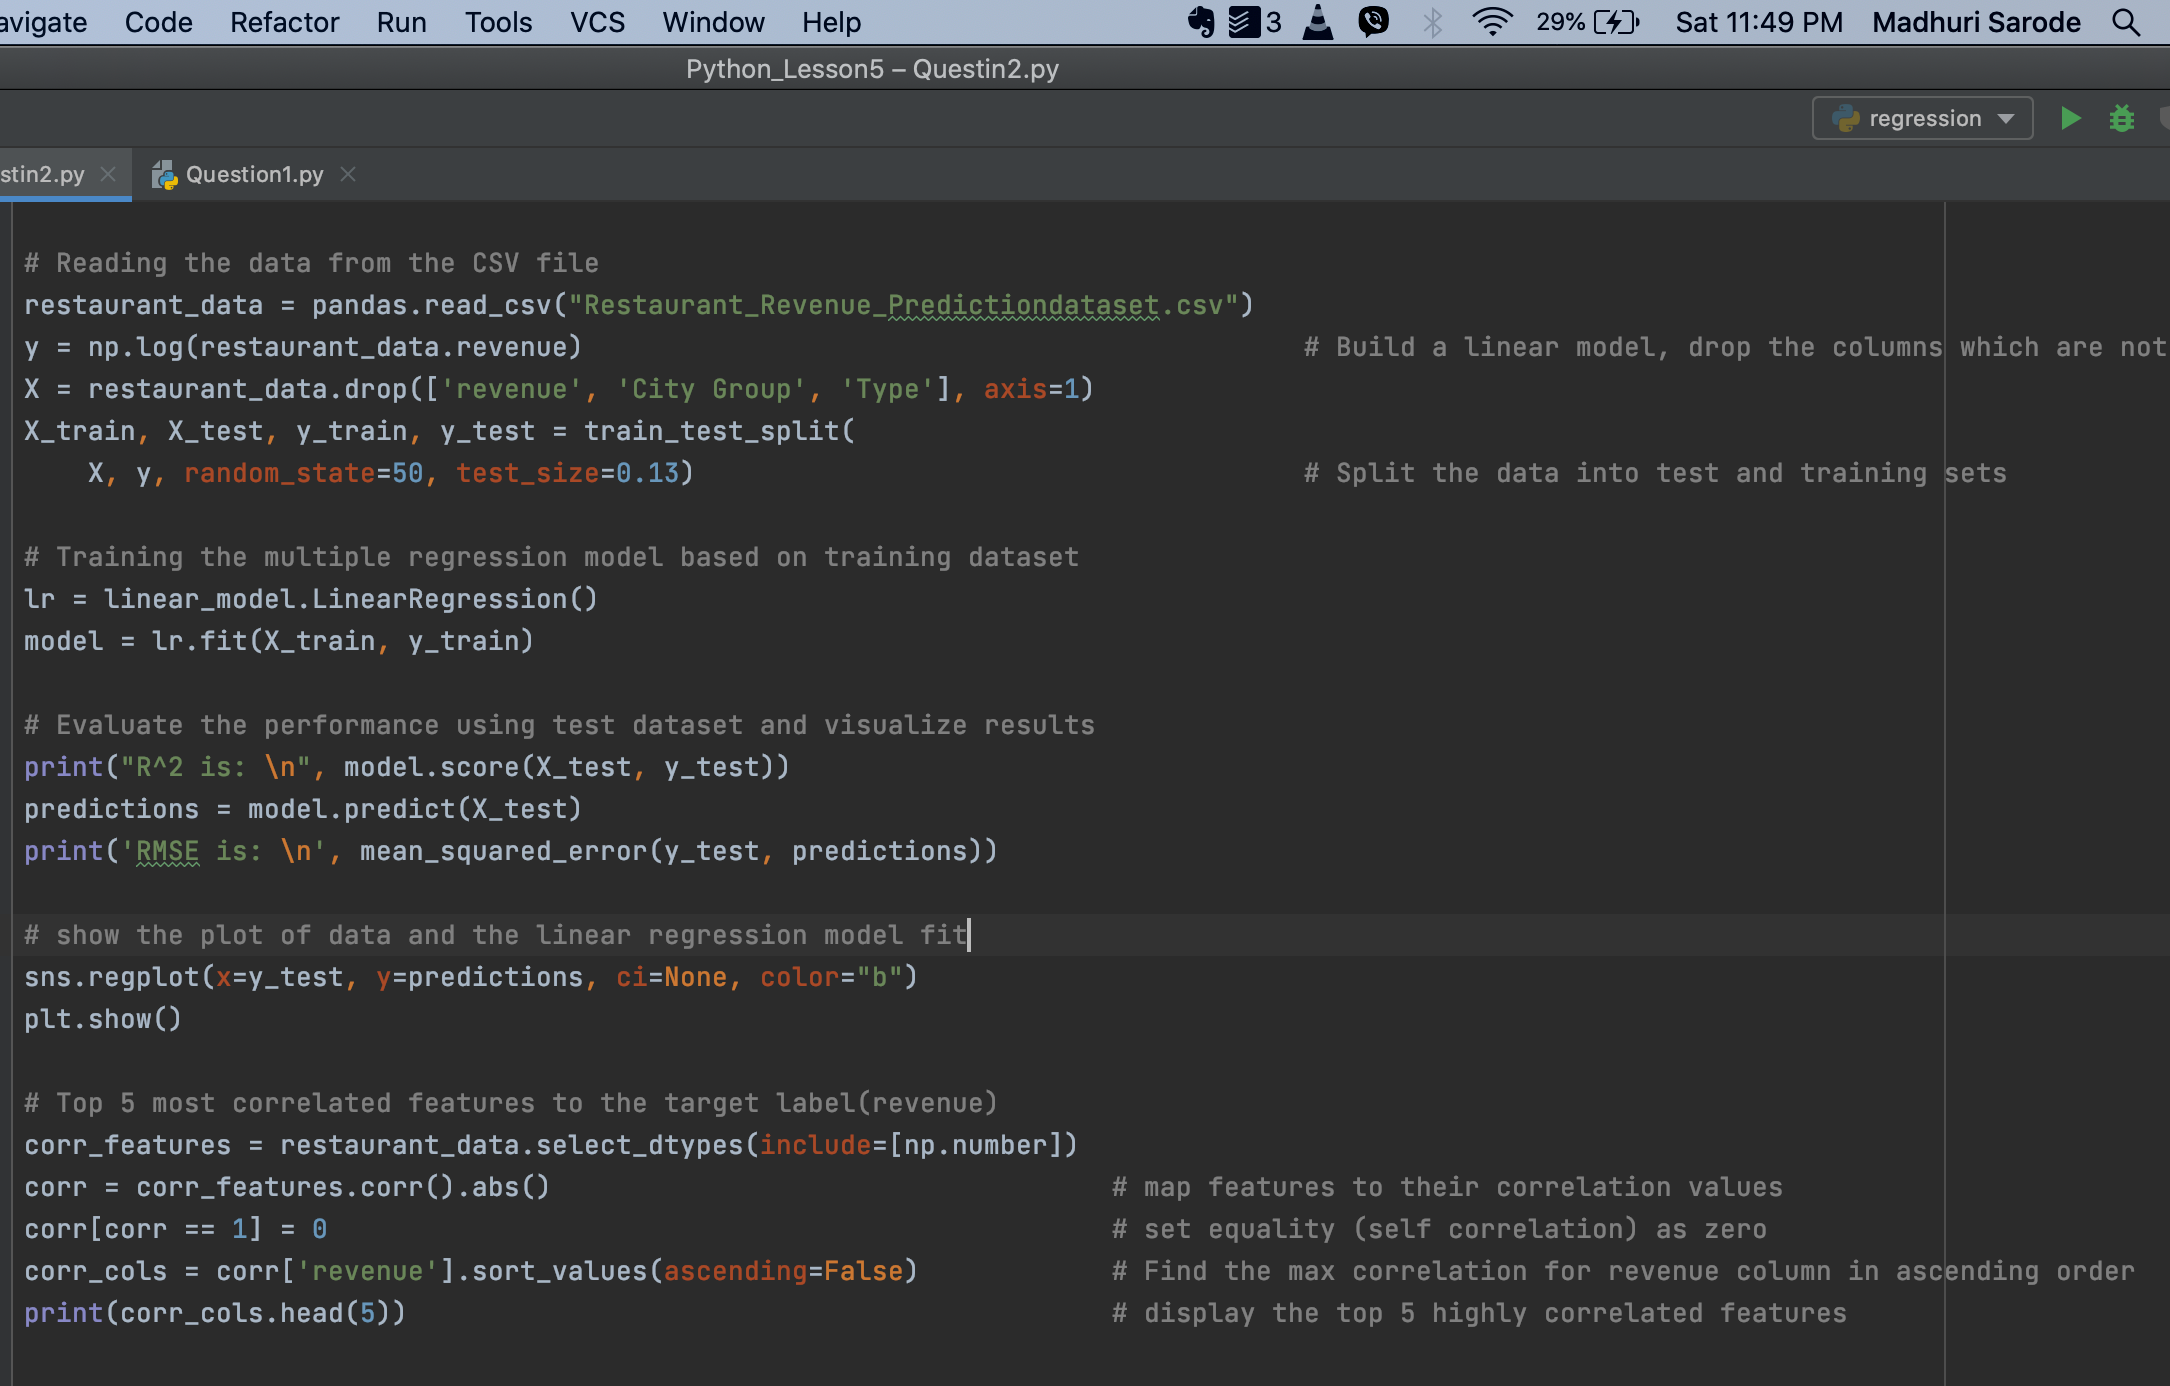 avigate Code Refactor Run Tools VCS Window Help 3 29% Sat 11:49 PM Madhuri Sarode
Python_Lesson5 – Questin2.py
regression
stin2.py Question1.py
# Reading the data from the CSV file
restaurant_data = pandas.read_csv("Restaurant_Revenue_Predictiondataset.csv")
y = np.log(restaurant_data.revenue) # Build a linear model, drop the columns which are not
X = restaurant_data.drop(['revenue', 'City Group', 'Type'], axis=1)
X_train, X_test, y_train, y_test = train_test_split(
    X, y, random_state=50, test_size=0.13) # Split the data into test and training sets
# Training the multiple regression model based on training dataset
lr = linear_model.LinearRegression()
model = lr.fit(X_train, y_train)
# Evaluate the performance using test dataset and visualize results
print("R^2 is: \n", model.score(X_test, y_test))
predictions = model.predict(X_test)
print('RMSE is: \n', mean_squared_error(y_test, predictions))
# show the plot of data and the linear regression model fit
sns.regplot(x=y_test, y=predictions, ci=None, color="b")
plt.show()
# Top 5 most correlated features to the target label(revenue)
corr_features = restaurant_data.select_dtypes(include=[np.number])
corr = corr_features.corr().abs() # map features to their correlation values
corr[corr == 1] = 0 # set equality (self correlation) as zero
corr_cols = corr['revenue'].sort_values(ascending=False) # Find the max correlation for revenue column in ascending order
print(corr_cols.head(5)) # display the top 5 highly correlated features